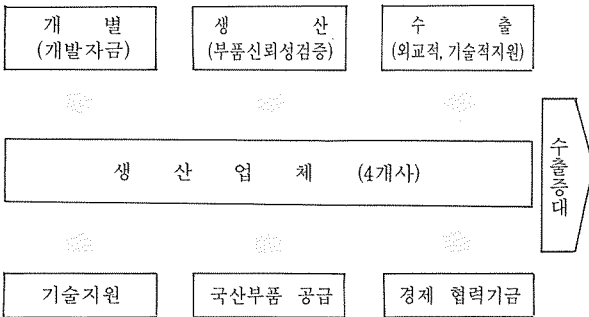 개 별
(개발자금)
생 산
(부품신뢰성검증)
수 출
(외교적, 기술적지원)
생 산 업 체 (4개사)
수출증대
기술지원
국산부품 공급
경제 협력기금